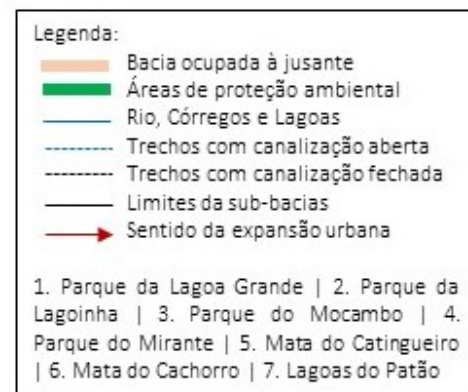 Legenda:
Bacia ocupada à jusante
Áreas de proteção ambiental
Rio, Córregos e Lagoas
Trechos com canalização aberta
Trechos com canalização fechada
Limites da sub-bacias
Sentido da expansão urbana
1. Parque da Lagoa Grande | 2. Parque da
Lagoinha | 3. Parque do Mocambo | 4.
Parque do Mirante | 5. Mata do Catingueiro
| 6. Mata do Cachorro | 7. Lagoas do Patão